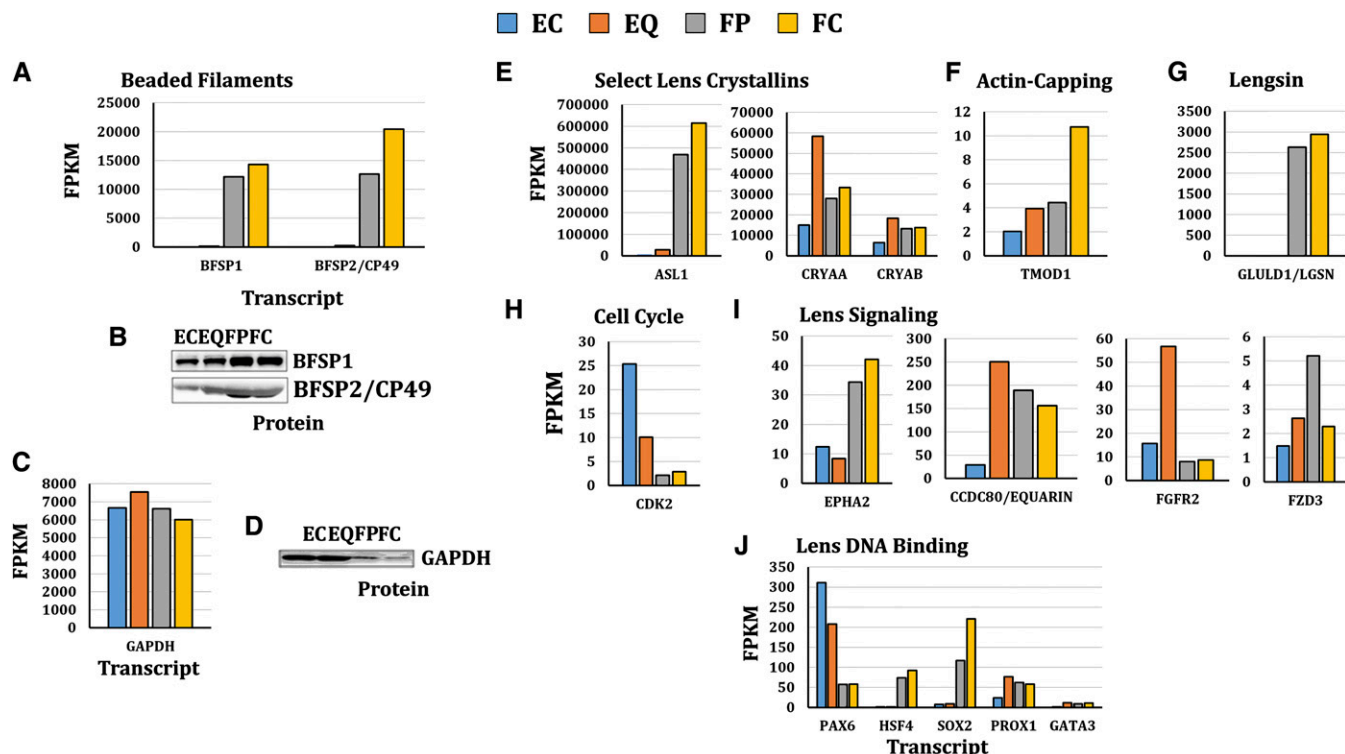 EC EQ FP FC
A Beaded Filaments
FPKM
25000
20000
15000
10000
5000
0
BFSP1 BFSP2/CP49
Transcript
B ECEQFPFC
BFSP1
BFSP2/CP49
Protein
C
FPKM
8000
7000
6000
5000
4000
3000
2000
1000
0
GAPDH
Transcript
D ECEQFPFC
GAPDH
Protein
E Select Lens Crystallins
700000
600000
500000
400000
300000
200000
100000
0
ASL1
70000
60000
50000
40000
30000
20000
10000
0
CRYAA CRYAB
F Actin-Capping
12
10
8
6
4
2
0
TMOD1
G Lengsin
3500
3000
2500
2000
1500
1000
500
0
GLULD1/LGSN
H Cell Cycle
FPKM
30
25
20
15
10
5
0
CDK2
I Lens Signaling
50
40
30
20
10
0
EPHA2
300
250
200
150
100
50
0
CCDC80/EQUARIN
60
50
40
30
20
10
0
FGFR2
6
5
4
3
2
1
0
FZD3
J Lens DNA Binding
FPKM
350
300
250
200
150
100
50
0
PAX6 HSF4 SOX2 PROX1 GATA3
Transcript